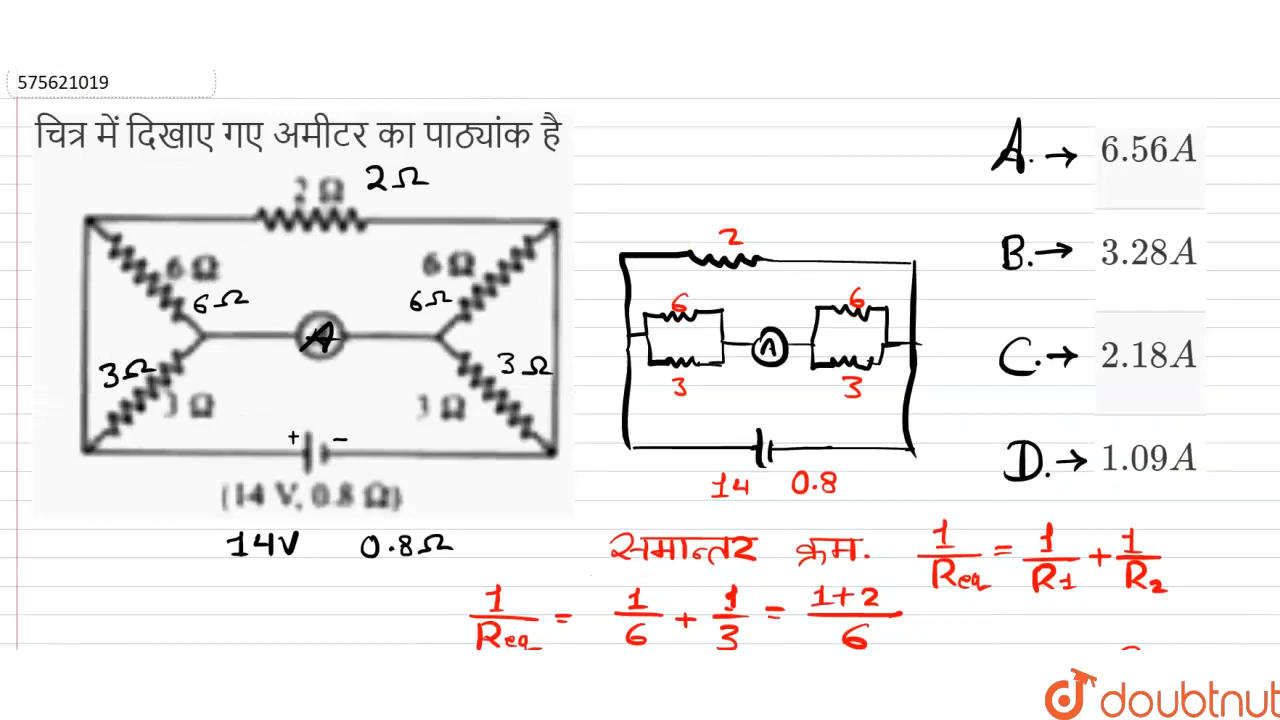 575621019
चित्र में दिखाए गए अमीटर का पाठ्यांक है
2 Ω 2Ω
6 Ω 6 Ω
6Ω 6Ω
A
3Ω 3Ω
3 Ω 3 Ω
+ −
(14 V, 0.8 Ω)
14V 0.8Ω
2
6 6
A
3 3
14 0.8
A. → 6.56A
B. → 3.28A
C. → 2.18A
D. → 1.09A
समान्तर क्रम. 1/Req = 1/R1 + 1/R2
1/Req = 1/6 + 1/3 = 1+2/6
doubtnut